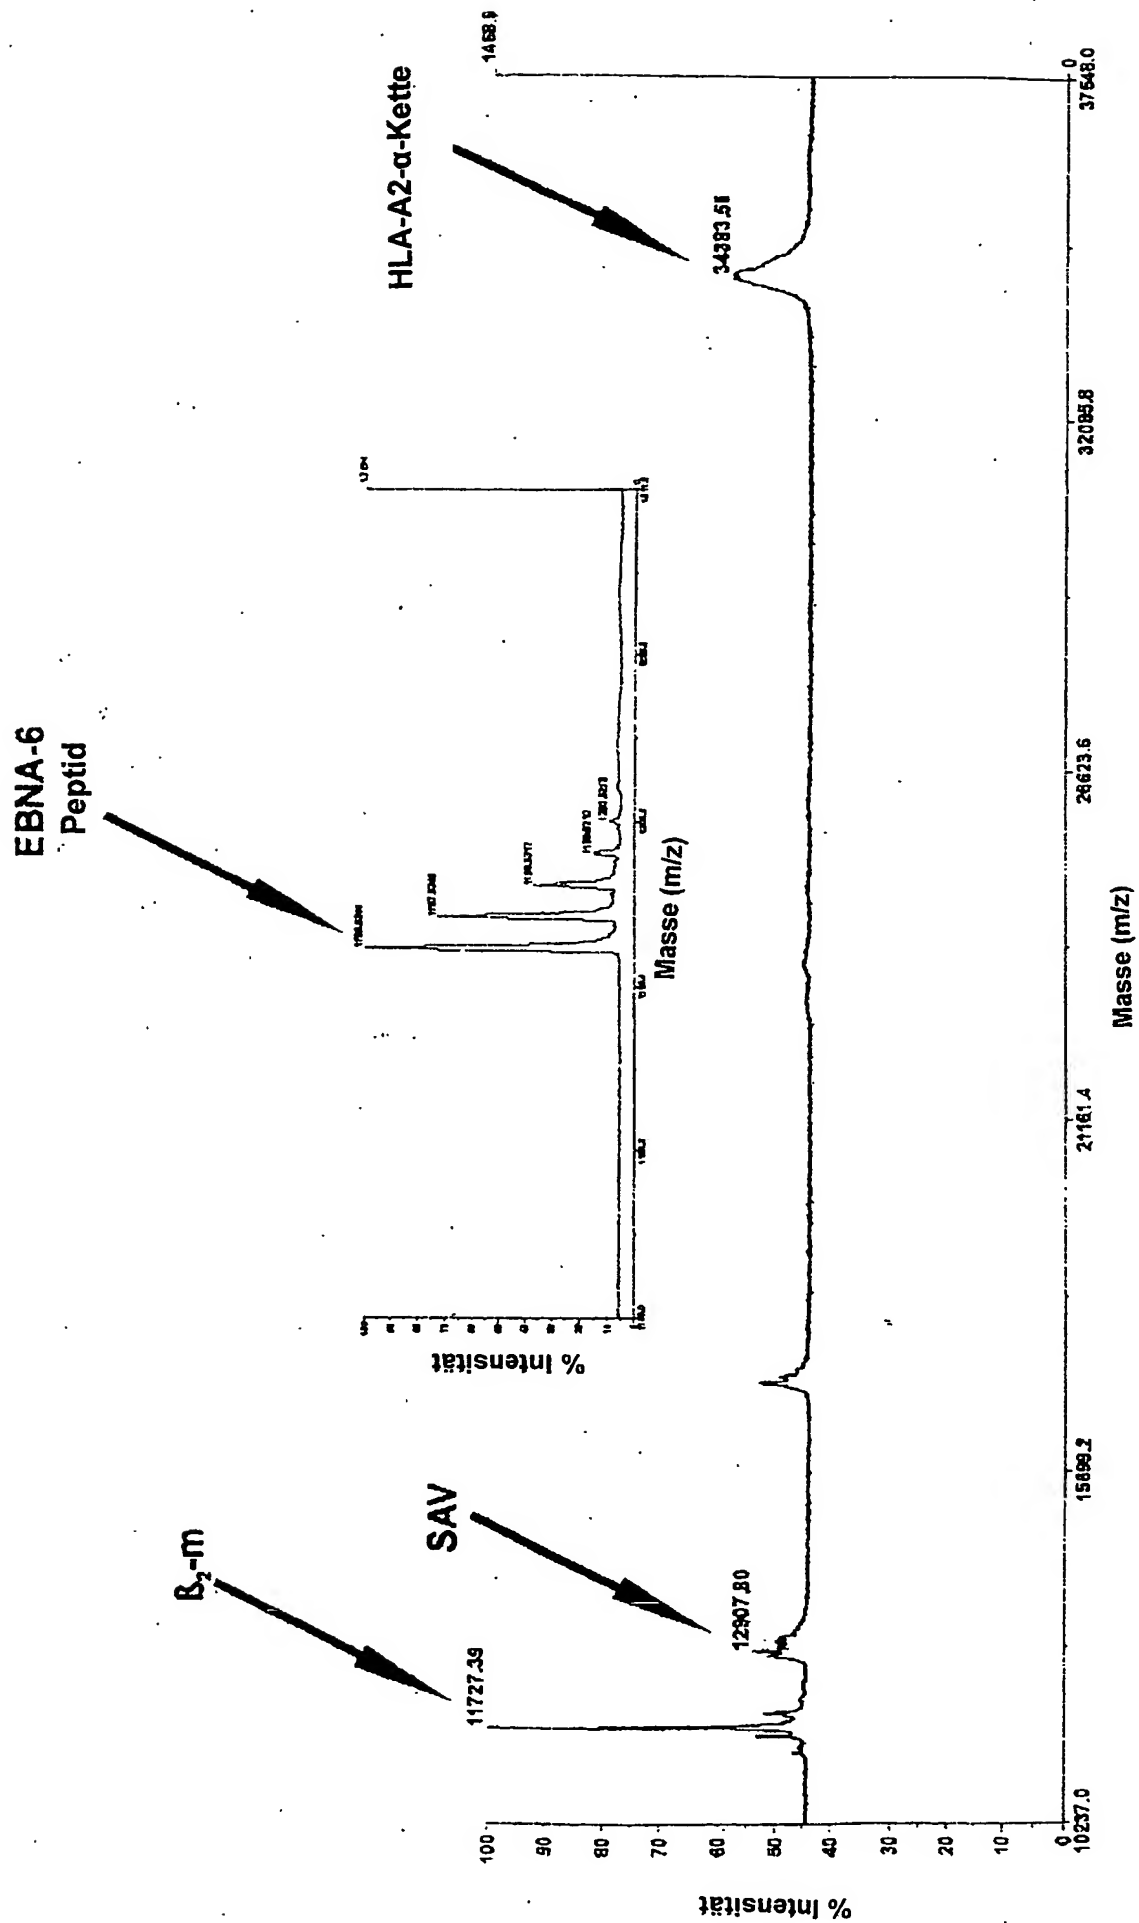 EBNA-6
Peptid
HLA-A2-α-Kette
β₂-m
SAV
1468.9
11727.39
12907.80
34383.51
% Intensität
Masse (m/z)
% Intensität
100
90
80
70
60
50
40
30
20
10
0
0
10237.0
15699.2
21161.4
26623.6
32085.8
37548.0
Masse (m/z)